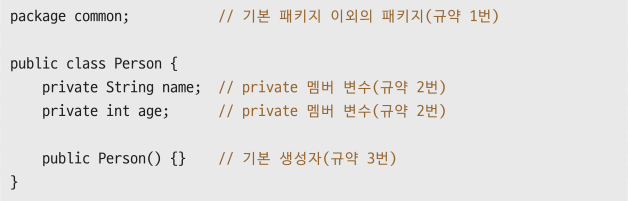 package common;           // 기본 패키지 이외의 패키지(규약 1번)
public class Person {
    private String name;  // private 멤버 변수(규약 2번)
    private int age;      // private 멤버 변수(규약 2번)
    public Person() {}    // 기본 생성자(규약 3번)
}